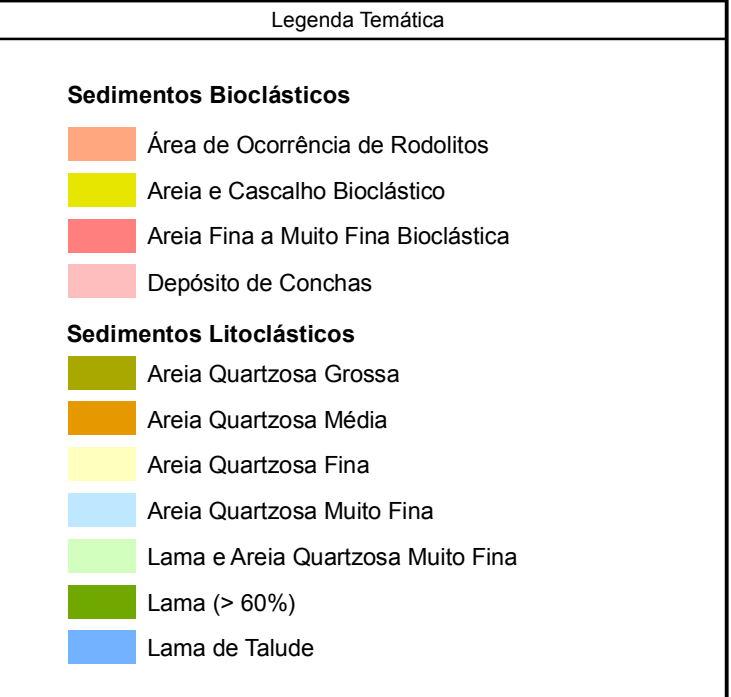 Legenda Temática
Sedimentos Bioclásticos
Área de Ocorrência de Rodolitos
Areia e Cascalho Bioclástico
Areia Fina a Muito Fina Bioclástica
Depósito de Conchas
Sedimentos Litoclásticos
Areia Quartzosa Grossa
Areia Quartzosa Média
Areia Quartzosa Fina
Areia Quartzosa Muito Fina
Lama e Areia Quartzosa Muito Fina
Lama (> 60%)
Lama de Talude